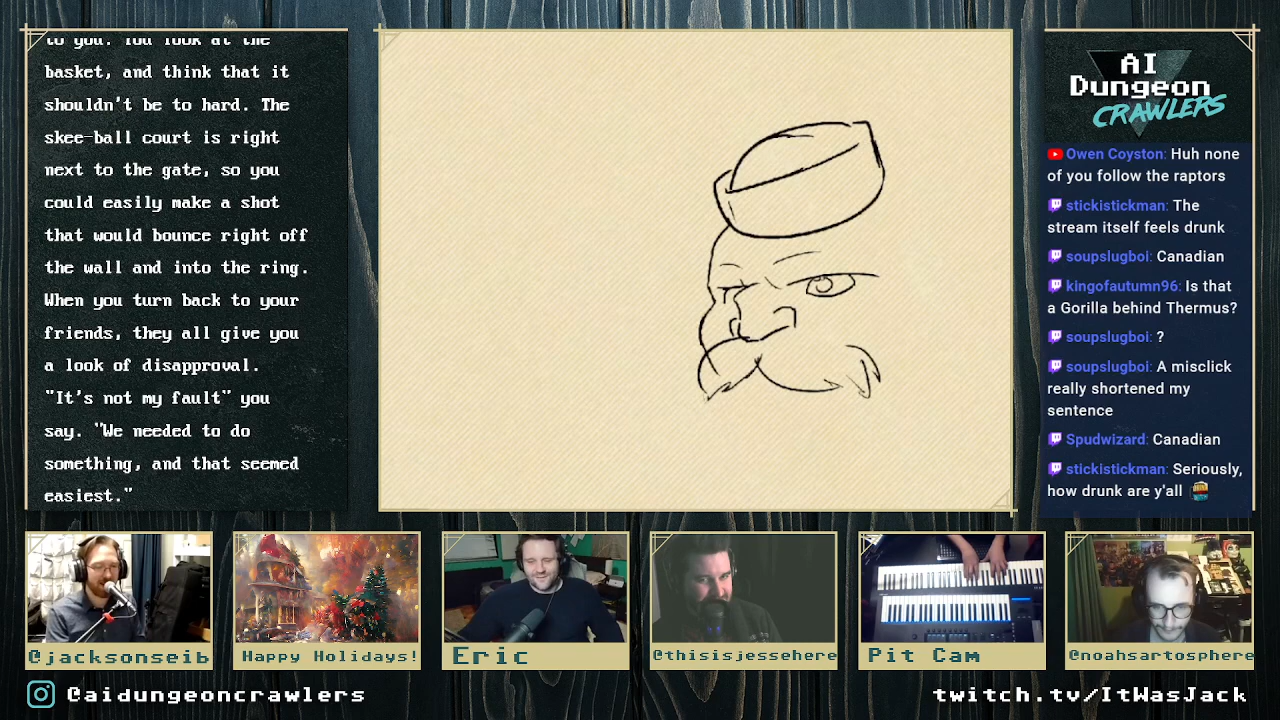 to you. You look at the
basket, and think that it
shouldn't be to hard. The
skee-ball court is right
next to the gate, so you
could easily make a shot
that would bounce right off
the wall and into the ring.
When you turn back to your
friends, they all give you
a look of disapproval.
"It's not my fault" you
say. "We needed to do
something, and that seemed
easiest."
AI
Dungeon
CRAWLERS
Owen Coyston: Huh none
of you follow the raptors
stickistickman: The
stream itself feels drunk
soupslugboi: Canadian
kingofautumn96: Is that
a Gorilla behind Thermus?
soupslugboi: ?
soupslugboi: A misclick
really shortened my
sentence
Spudwizard: Canadian
stickistickman: Seriously,
how drunk are y'all
@jacksonseib
Happy Holidays!
Eric
@thisisjessehere
Pit Cam
@noahsartosphere
@aidungeoncrawlers
twitch.tv/ItWasJack